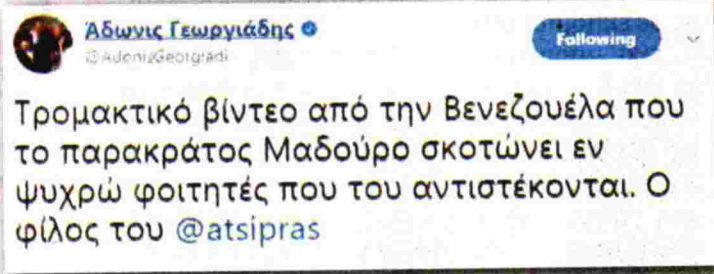 Άδωνις Γεωργιάδης
@AdonisGeorgiadi
Following
Τρομακτικό βίντεο από την Βενεζουέλα που
το παρακράτος Μαδούρο σκοτώνει εν
ψυχρώ φοιτητές που του αντιστέκονται. Ο
φίλος του @atsipras